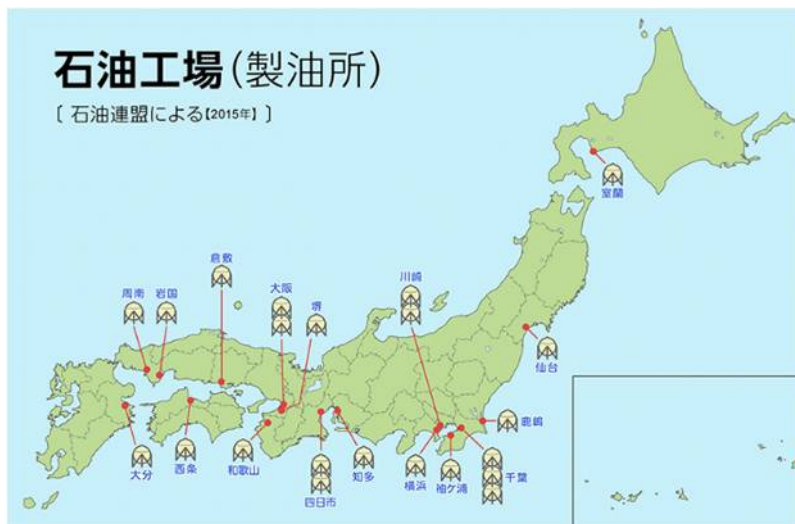 石油工場(製油所)
〔 石油連盟による【2015年】 〕
室蘭
倉敷
大阪
川崎
周南
岩国
堺
仙台
鹿嶋
大分
西条
和歌山
四日市
知多
横浜
袖ケ浦
千葉